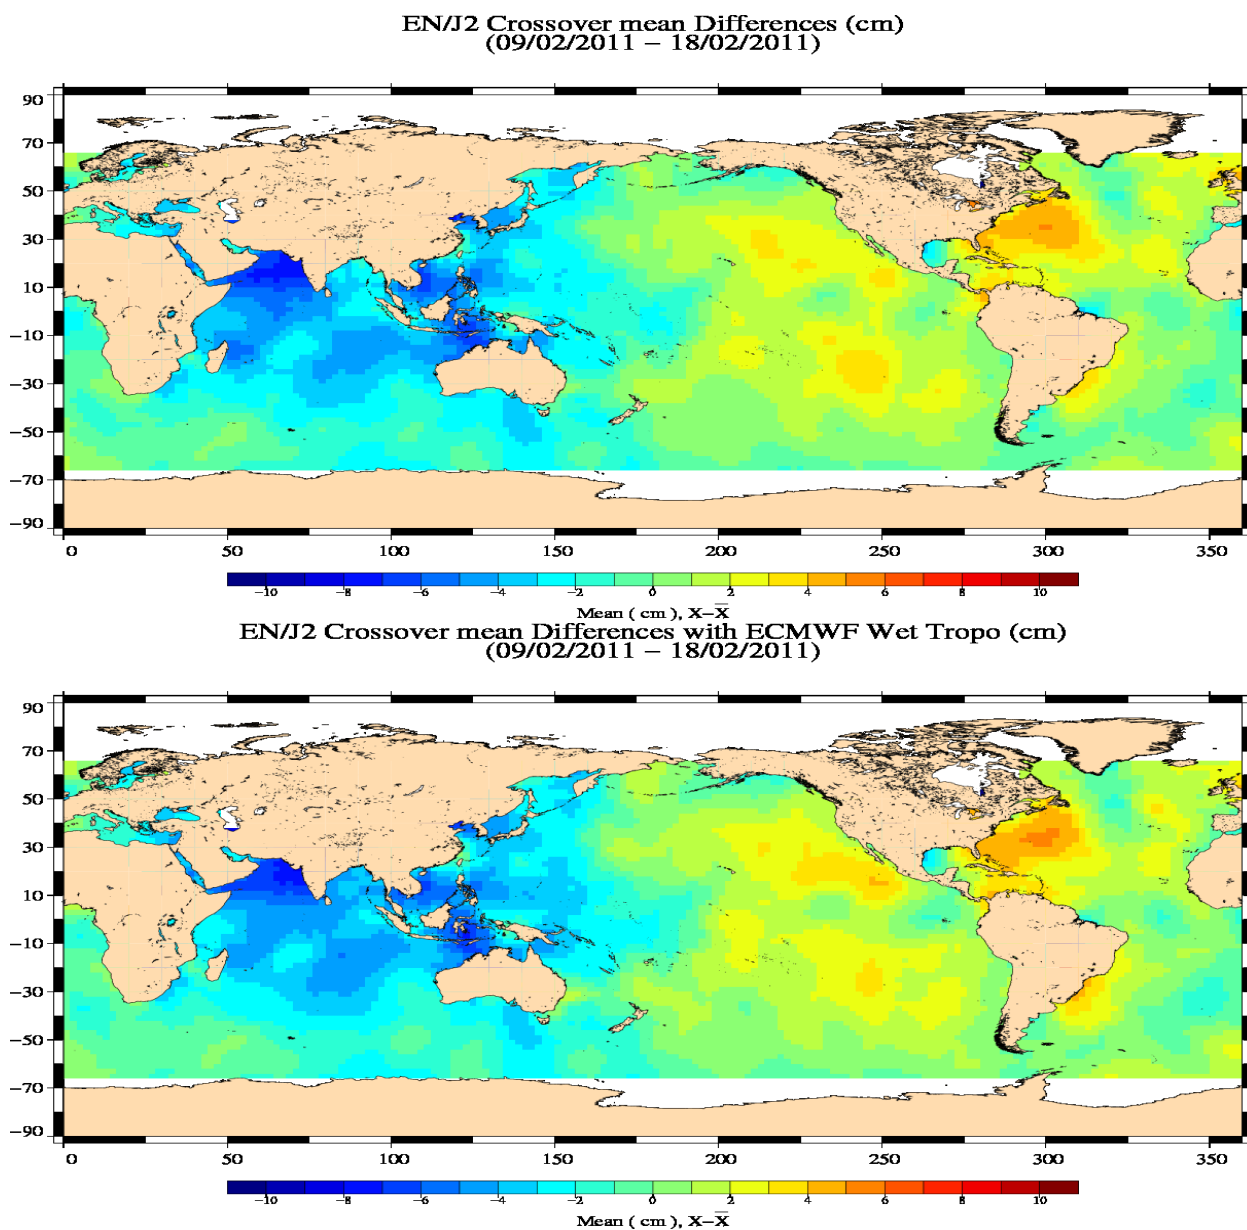 EN/J2 Crossover mean Differences (cm)
(09/02/2011 − 18/02/2011)
90
70
50
30
10
−10
−30
−50
−70
−90
0 50 100 150 200 250 300 350
−10 −8 −6 −4 −2 0 2 4 6 8 10
Mean ( cm ), X−X̅
EN/J2 Crossover mean Differences with ECMWF Wet Tropo (cm)
(09/02/2011 − 18/02/2011)
90
70
50
30
10
−10
−30
−50
−70
−90
0 50 100 150 200 250 300 350
−10 −8 −6 −4 −2 0 2 4 6 8 10
Mean ( cm ), X−X̅